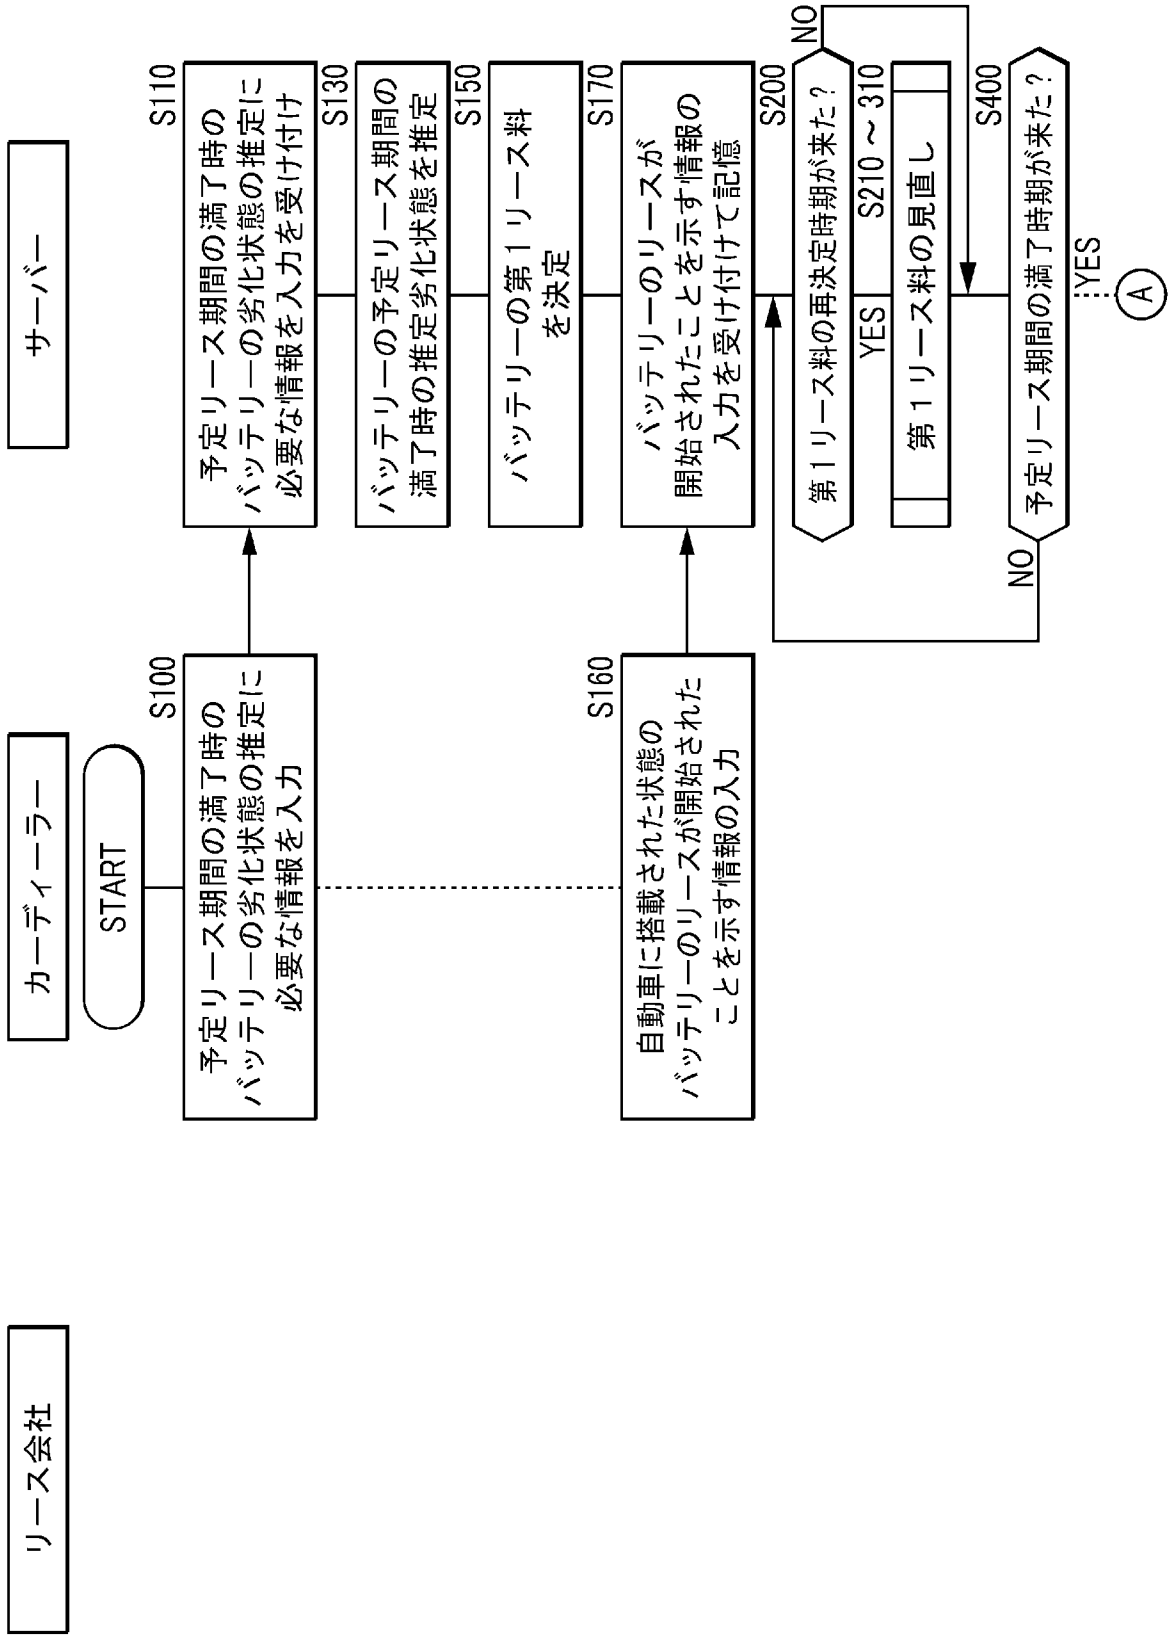 リース会社
カーディーラー
サーバー
START
S100
予定リース期間の満了時の
バッテリーの劣化状態の推定に
必要な情報を入力
S110
予定リース期間の満了時の
バッテリーの劣化状態の推定に
必要な情報を入力を受け付け
S130
バッテリーの予定リース期間の
満了時の推定劣化状態を推定
S150
バッテリーの第1リース料
を決定
S160
自動車に搭載された状態の
バッテリーのリースが開始された
ことを示す情報の入力
S170
バッテリーのリースが
開始されたことを示す情報の
入力を受け付けて記憶
S200
第1リース料の再決定時期が来た?
NO
YES
S210～310
第1リース料の見直し
S400
予定リース期間の満了時期が来た?
NO
YES
A